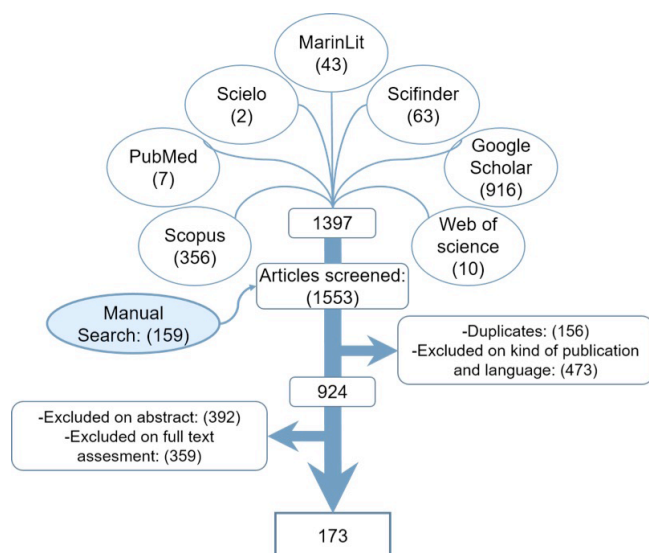 MarinLit
(43)
Scielo
(2)
Scifinder
(63)
PubMed
(7)
Google
Scholar
(916)
Scopus
(356)
1397
Web of
science
(10)
Articles screened:
(1553)
Manual
Search: (159)
-Duplicates: (156)
-Excluded on kind of publication
and language: (473)
924
-Excluded on abstract: (392)
-Excluded on full text
assesment: (359)
173